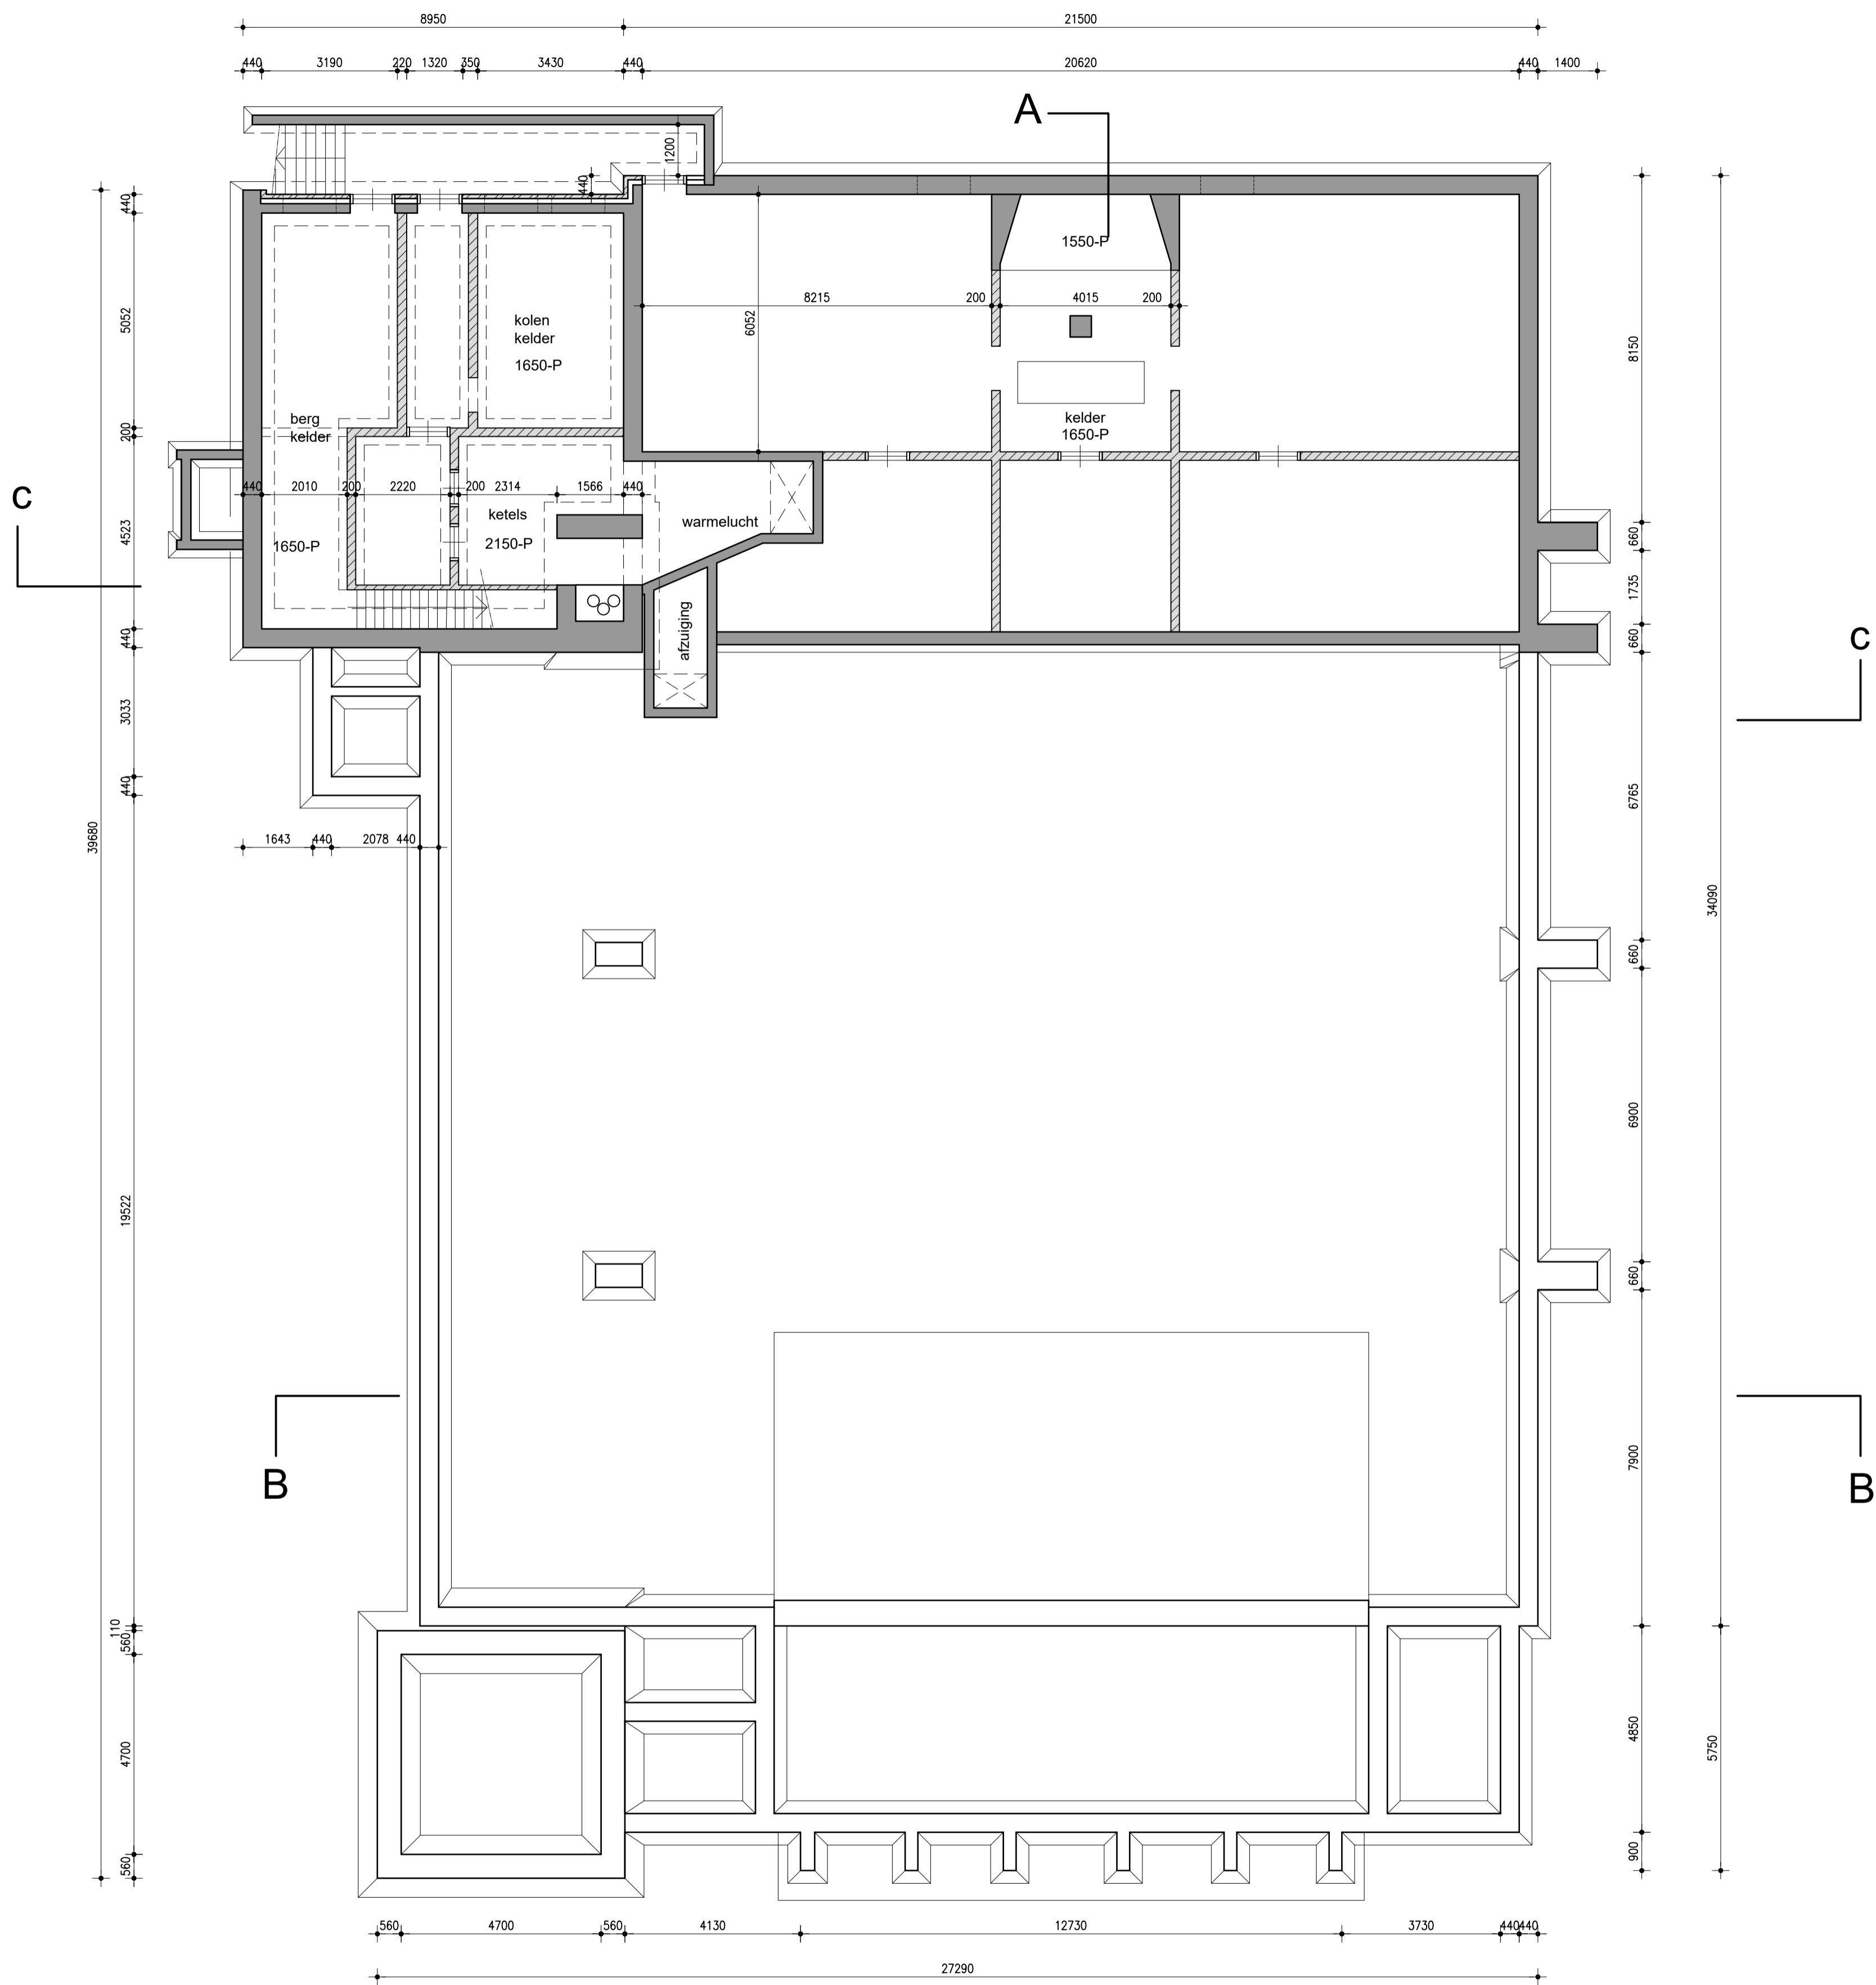 8950 21500
440 3190 220 1320 350 3430 440 20620 440 1400
A
1200
440
440
1550-P
8215 200 4015 200
5052
kolen
kelder
1650-P
6052
8150
berg
kelder
kelder
1650-P
200
c
440 2010 200 2220 200 2314 1566 440
ketels
warmelucht
4523
1650-P
2150-P
660
1735
afzuiging
440
660
c
3033
440
6765
39680
1643 440 2078 440
34090
660
6900
19522
660
B
7900
B
110
560
4700
4850
5750
560
900
560 4700 560 4130 12730 3730 440 440
27290